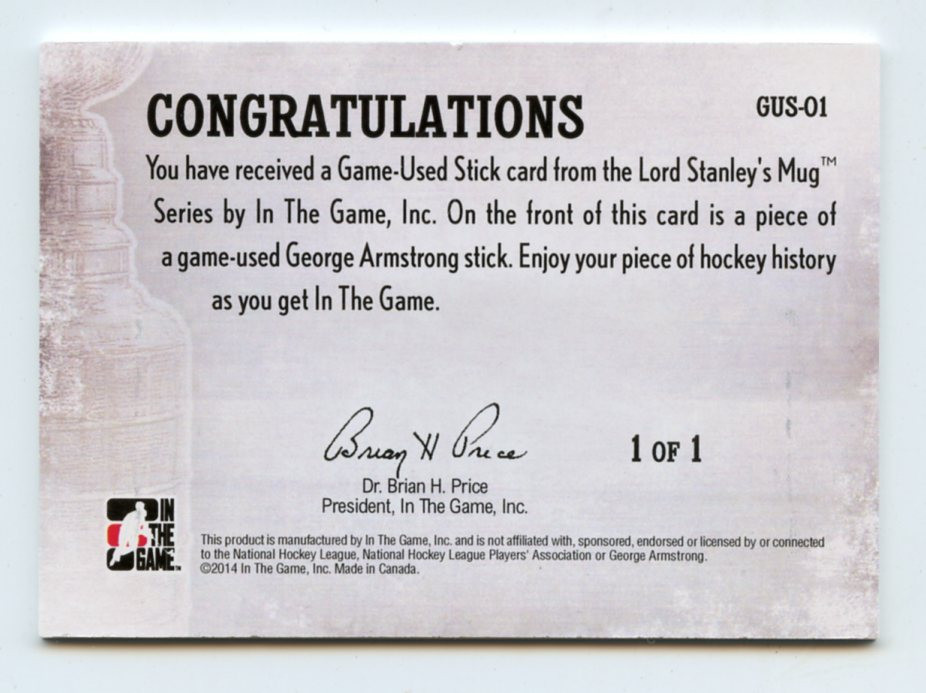 CONGRATULATIONS
GUS-01
You have received a Game-Used Stick card from the Lord Stanley's Mug™
Series by In The Game, Inc. On the front of this card is a piece of
a game-used George Armstrong stick. Enjoy your piece of hockey history
as you get In The Game.
Brian H Price
1 OF 1
Dr. Brian H. Price
President, In The Game, Inc.
IN
THE
GAME™
This product is manufactured by In The Game, Inc. and is not affiliated with, sponsored, endorsed or licensed by or connected
to the National Hockey League, National Hockey League Players' Association or George Armstrong.
©2014 In The Game, Inc. Made in Canada.